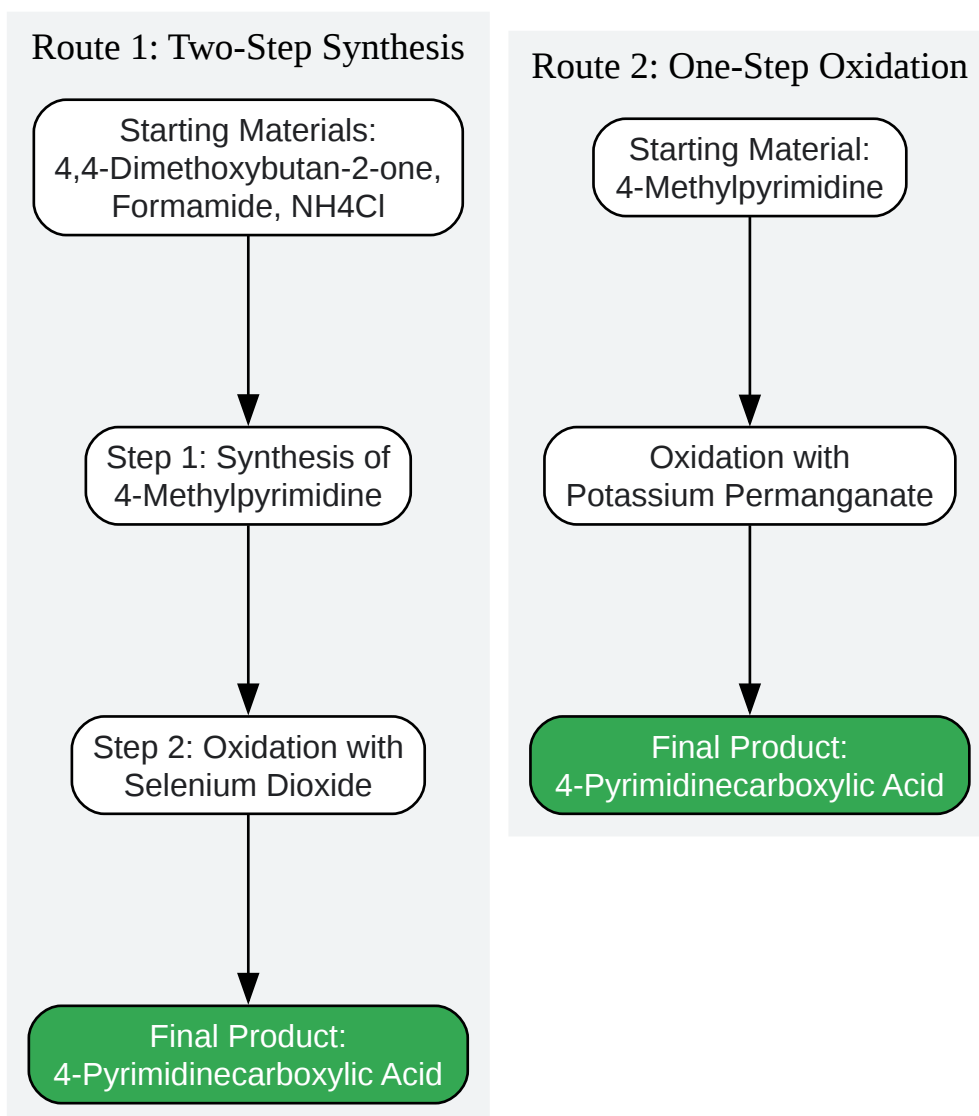 Route 1: Two-Step Synthesis
Starting Materials:
4,4-Dimethoxybutan-2-one,
Formamide, NH4Cl
Step 1: Synthesis of
4-Methylpyrimidine
Step 2: Oxidation with
Selenium Dioxide
Final Product:
4-Pyrimidinecarboxylic Acid
Route 2: One-Step Oxidation
Starting Material:
4-Methylpyrimidine
Oxidation with
Potassium Permanganate
Final Product:
4-Pyrimidinecarboxylic Acid